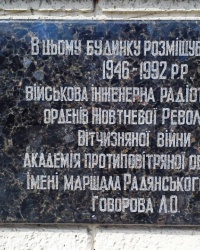 В ЦЬОМУ БУДИНКУ РОЗМІЩУВ
1946-1992 Р.Р.
ВІЙСЬКОВА ІНЖЕНЕРНА РАДІОТ
ОРДЕНІВ ЖОВТНЕВОЇ РЕВОЛ
ВІТЧИЗНЯНОЇ ВІЙНИ
АКАДЕМІЯ ПРОТИПОВІТРЯНОЇ О
ІМЕНІ МАРШАЛА РАДЯНСЬКОГО
ГОВОРОВА Л.О.